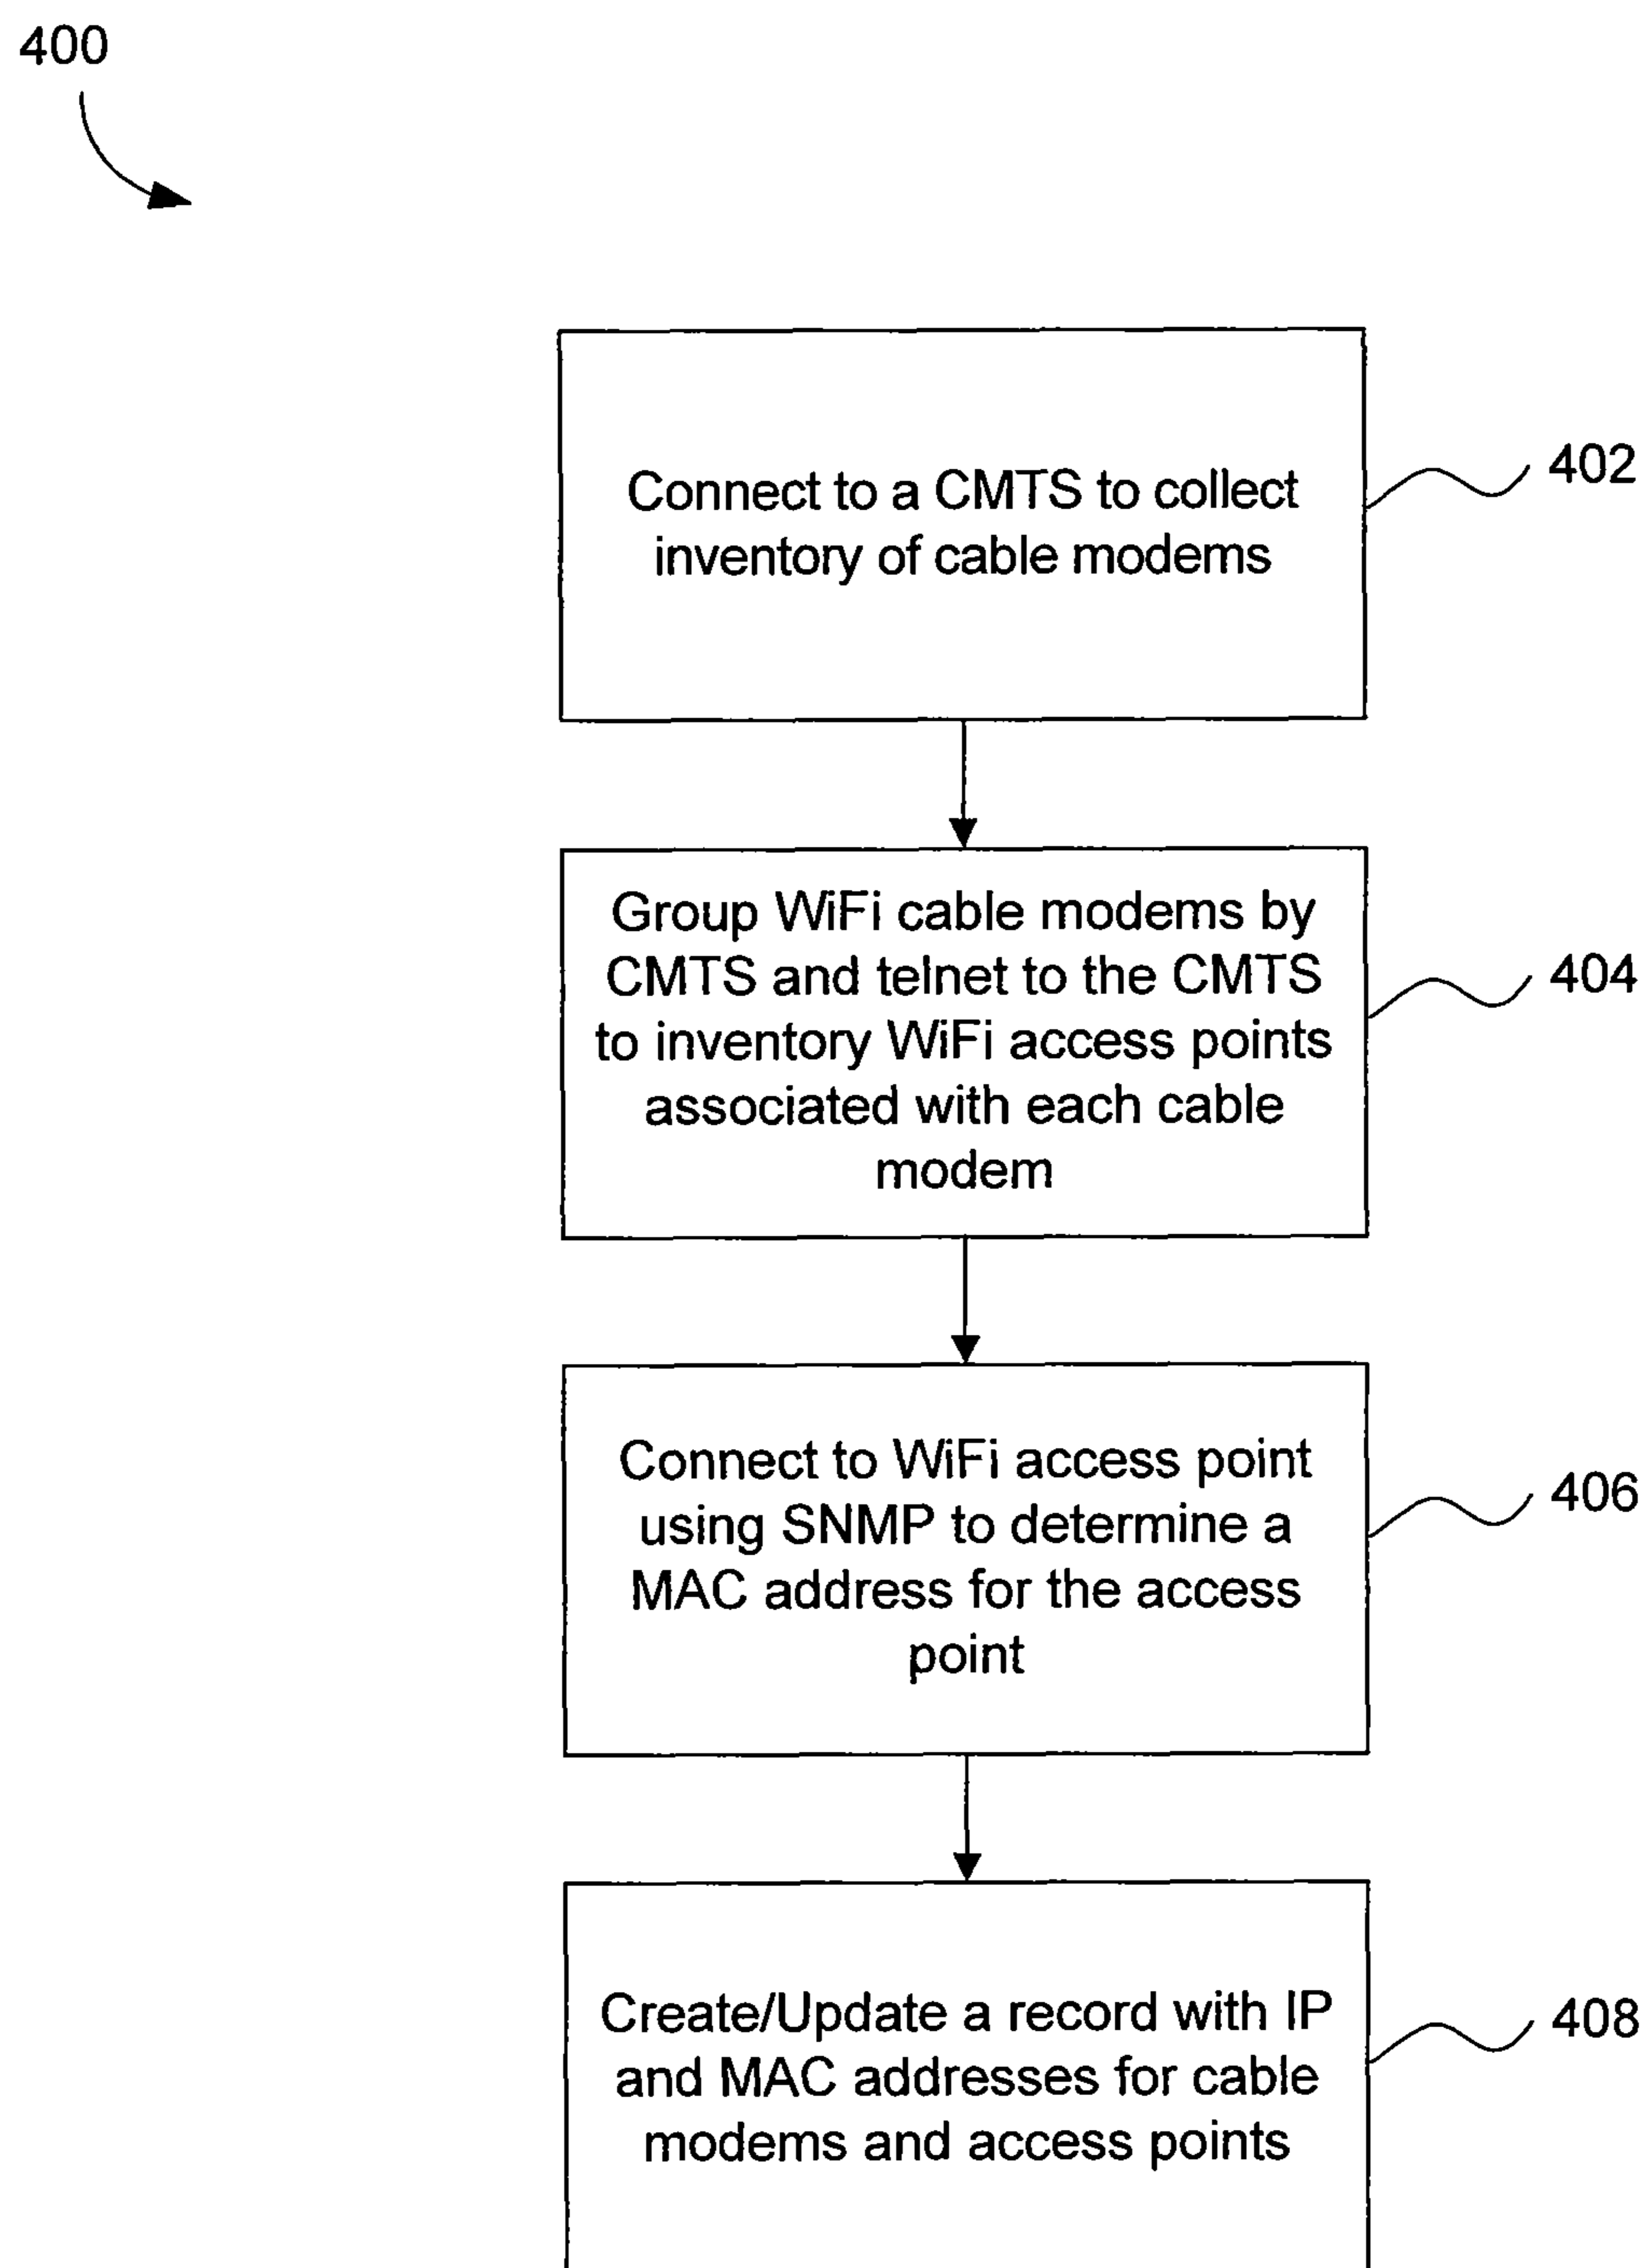 400
Connect to a CMTS to collect
inventory of cable modems
402
Group WiFi cable modems by
CMTS and telnet to the CMTS
to inventory WiFi access points
associated with each cable
modem
404
Connect to WiFi access point
using SNMP to determine a
MAC address for the access
point
406
Create/Update a record with IP
and MAC addresses for cable
modems and access points
408